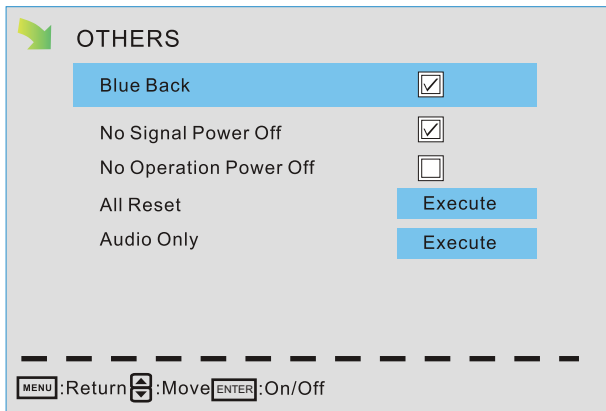 OTHERS
Blue Back
No Signal Power Off
No Operation Power Off
All Reset Execute
Audio Only Execute
MENU:Return :Move ENTER:On/Off